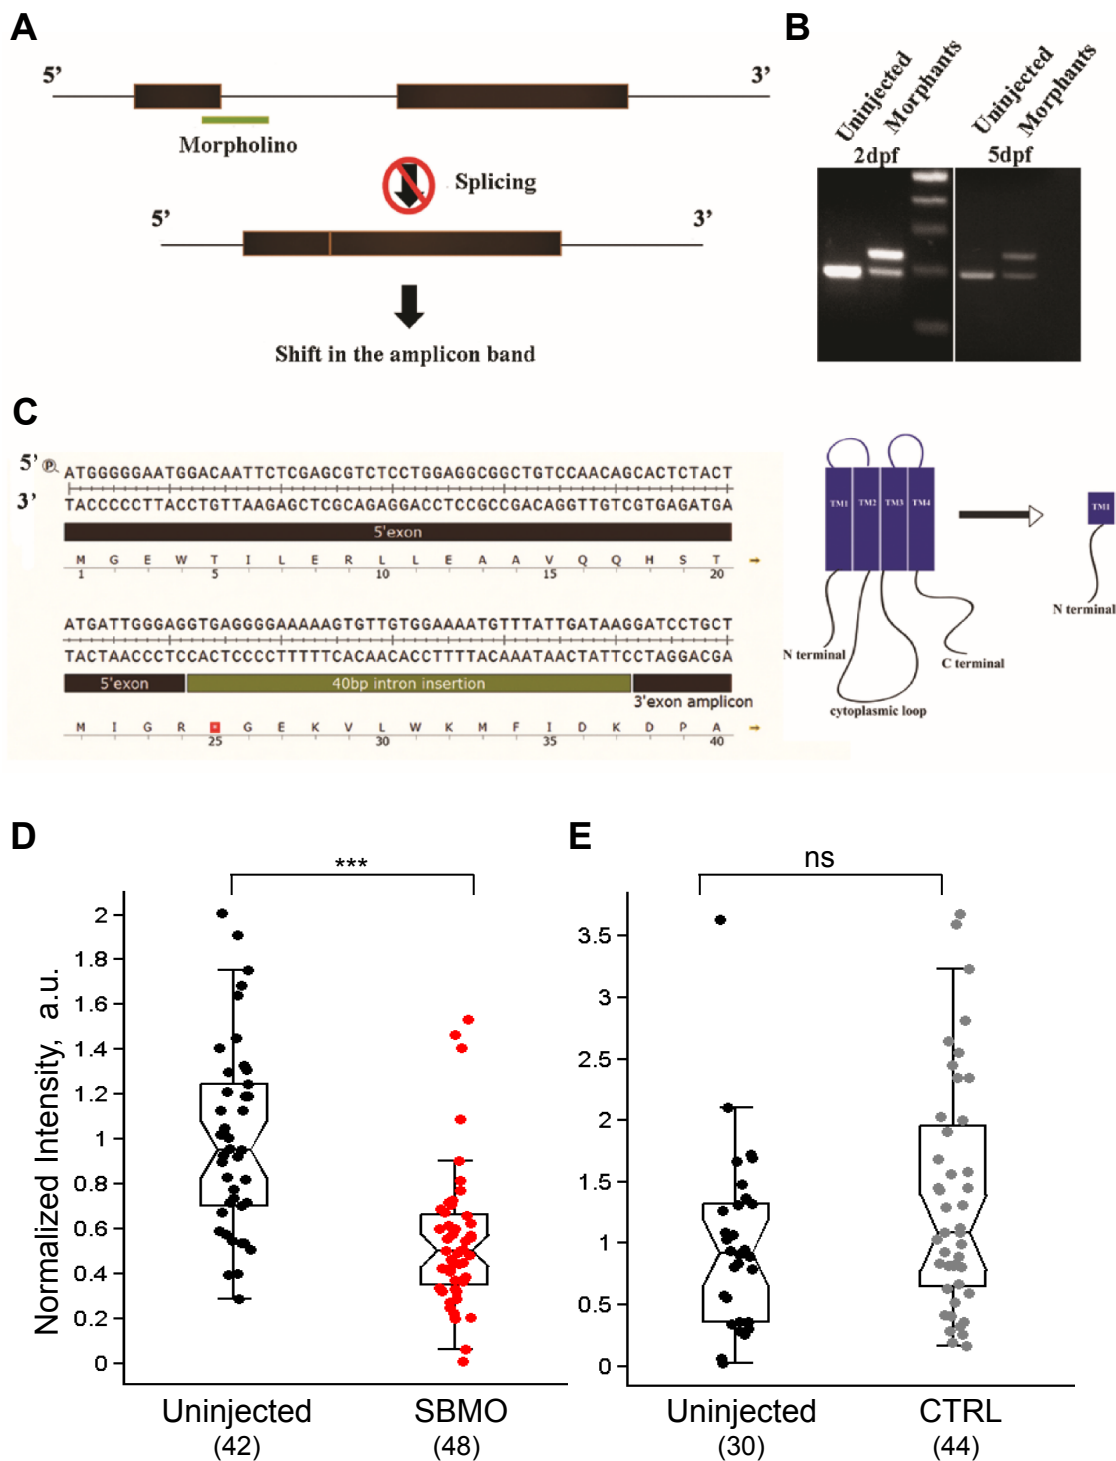 A
5’
3’
Morpholino
Splicing
5’
3’
Shift in the amplicon band
B
Uninjected
Morphants
Uninjected
Morphants
2dpf
5dpf
C
5’
P
ATGGGGGAATGGACAATTCTCGAGCGTCTCCTGGAGGCGGCTGTCCAACAGCACTCTACT
3’
TACCCCCTTACCTGTTAAGAGCTCGCAGAGGACCTCCGCCGACAGGTTGTCGTGAGATGA
5'exon
M G E W T I L E R L L E A A V Q Q H S T
1 5 10 15 20
ATGATTGGGAGGTGAGGGGAAAAAGTGTTGTGGAAAATGTTTATTGATAAGGATCCTGCT
TACTAACCCTCCACTCCCCTTTTTCACAACACCTTTTACAAATAACTATTCCTAGGACGA
5'exon 40bp intron insertion
3'exon amplicon
M I G R * G E K V L W K M F I D K D P A
25 30 35 40
TM1 TM2 TM3 TM4
TM1
N terminal
C terminal
cytoplasmic loop
N terminal
D
***
Normalized Intensity, a.u.
2
1.8
1.6
1.4
1.2
1
0.8
0.6
0.4
0.2
0
Uninjected
(42)
SBMO
(48)
E
ns
3.5
3
2.5
2
1.5
1
0.5
0
Uninjected
(30)
CTRL
(44)